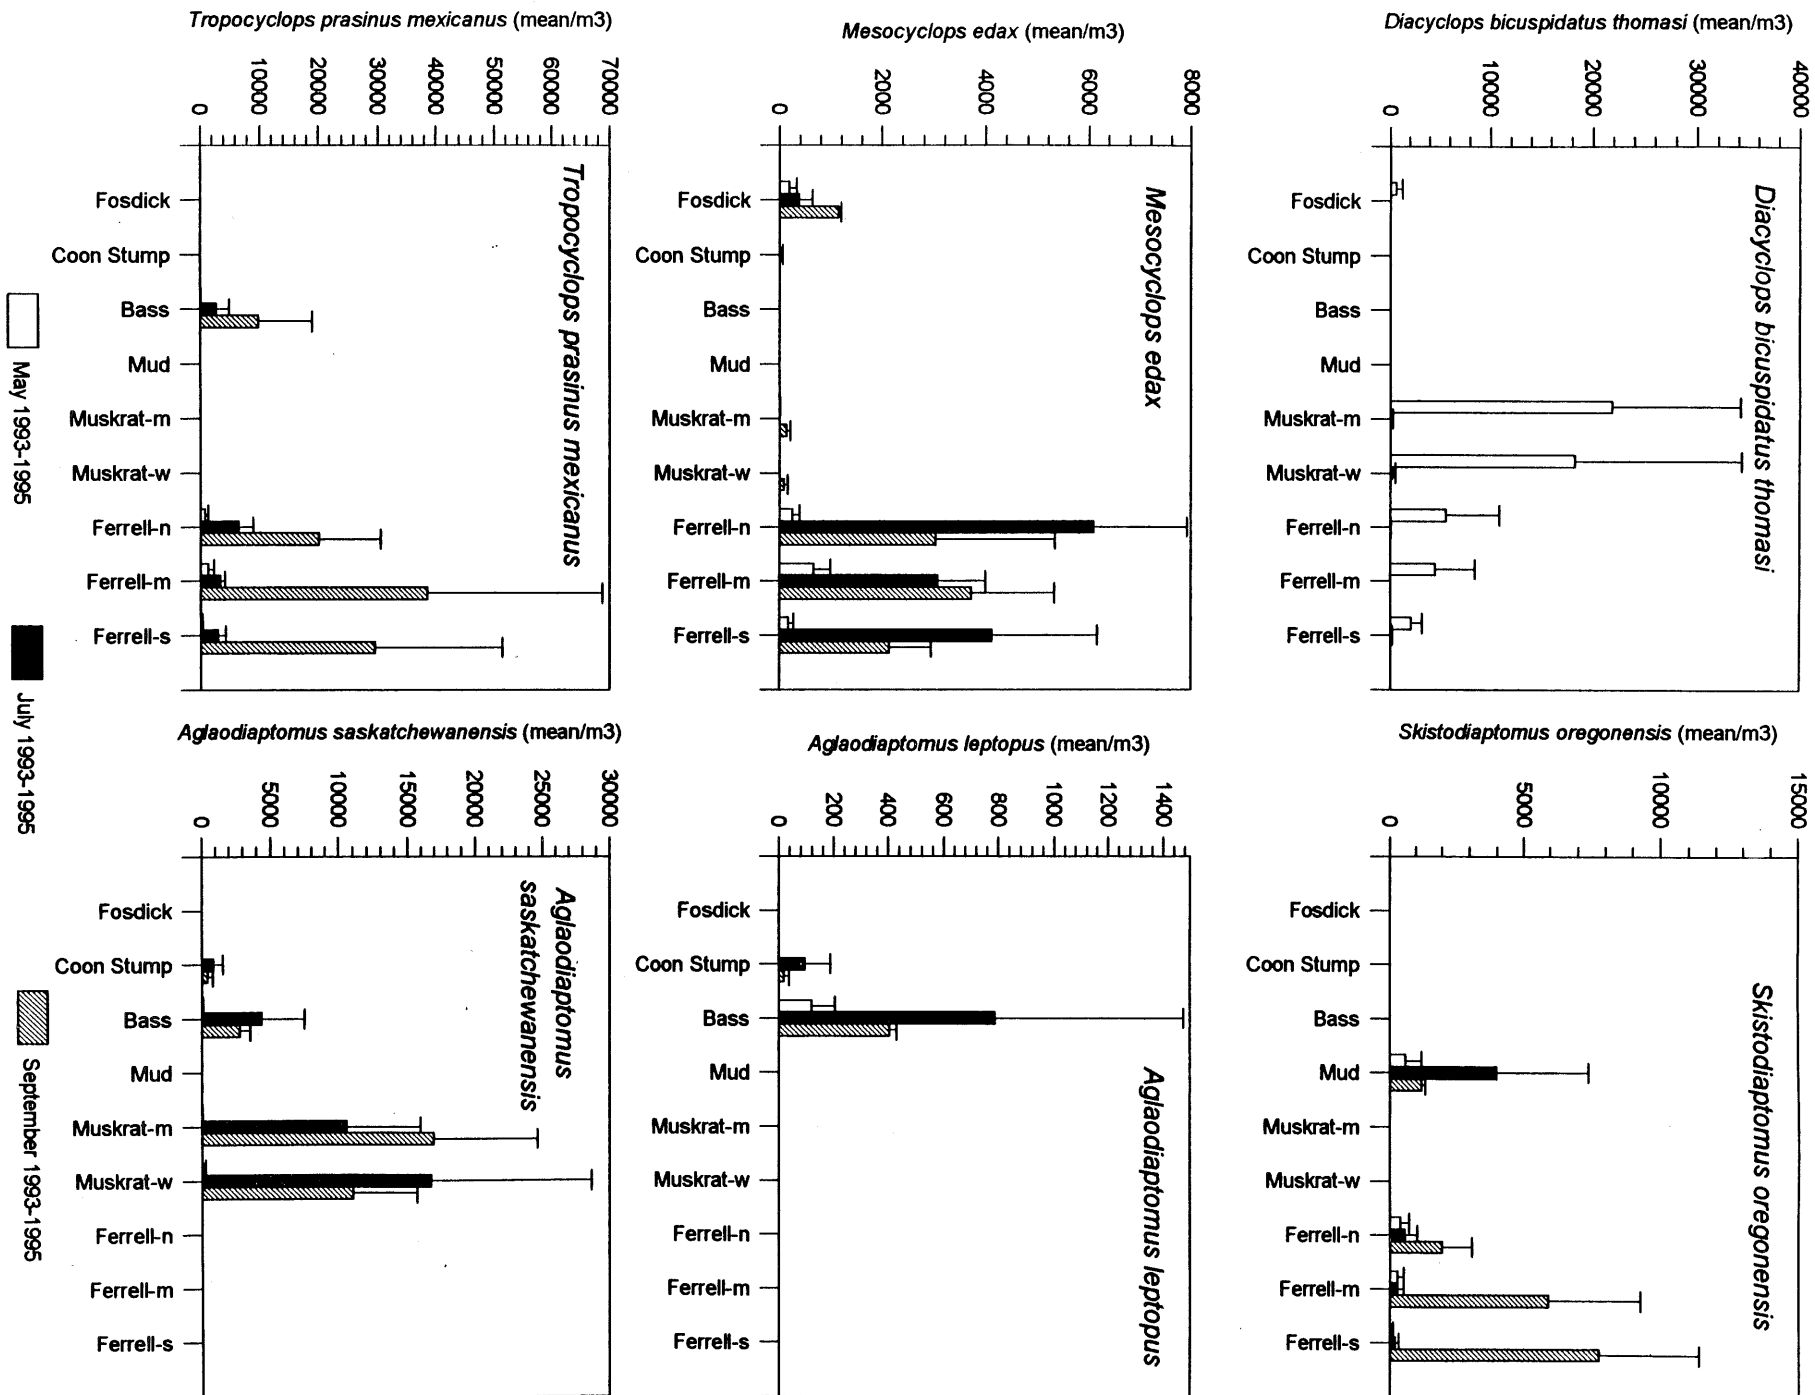 Tropocyclops prasinus mexicanus (mean/m3)
0
10000
20000
30000
40000
50000
60000
70000
Tropocyclops prasinus mexicanus
Fosdick
Coon Stump
Bass
Mud
Muskrat-m
Muskrat-w
Ferrell-n
Ferrell-m
Ferrell-s
Mesocyclops edax (mean/m3)
0
2000
4000
6000
8000
Mesocyclops edax
Fosdick
Coon Stump
Bass
Mud
Muskrat-m
Muskrat-w
Ferrell-n
Ferrell-m
Ferrell-s
Diacyclops bicuspidatus thomasi (mean/m3)
0
10000
20000
30000
40000
Diacyclops bicuspidatus thomasi
Fosdick
Coon Stump
Bass
Mud
Muskrat-m
Muskrat-w
Ferrell-n
Ferrell-m
Ferrell-s
Aglaodiaptomus saskatchewanensis (mean/m3)
0
5000
10000
15000
20000
25000
30000
Aglaodiaptomus
saskatchewanensis
Fosdick
Coon Stump
Bass
Mud
Muskrat-m
Muskrat-w
Ferrell-n
Ferrell-m
Ferrell-s
Aglaodiaptomus leptopus (mean/m3)
0
200
400
600
800
1000
1200
1400
Aglaodiaptomus leptopus
Fosdick
Coon Stump
Bass
Mud
Muskrat-m
Muskrat-w
Ferrell-n
Ferrell-m
Ferrell-s
Skistodiaptomus oregonensis (mean/m3)
0
5000
10000
15000
Skistodiaptomus oregonensis
Fosdick
Coon Stump
Bass
Mud
Muskrat-m
Muskrat-w
Ferrell-n
Ferrell-m
Ferrell-s
May 1993-1995
July 1993-1995
September 1993-1995